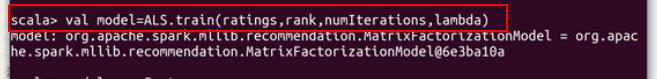 scala> val model=ALS.train(ratings,rank,numIterations,lambda)
model: org.apache.spark.mllib.recommendation.MatrixFactorizationModel = org.apac
he.spark.mllib.recommendation.MatrixFactorizationModel@6e3ba10a